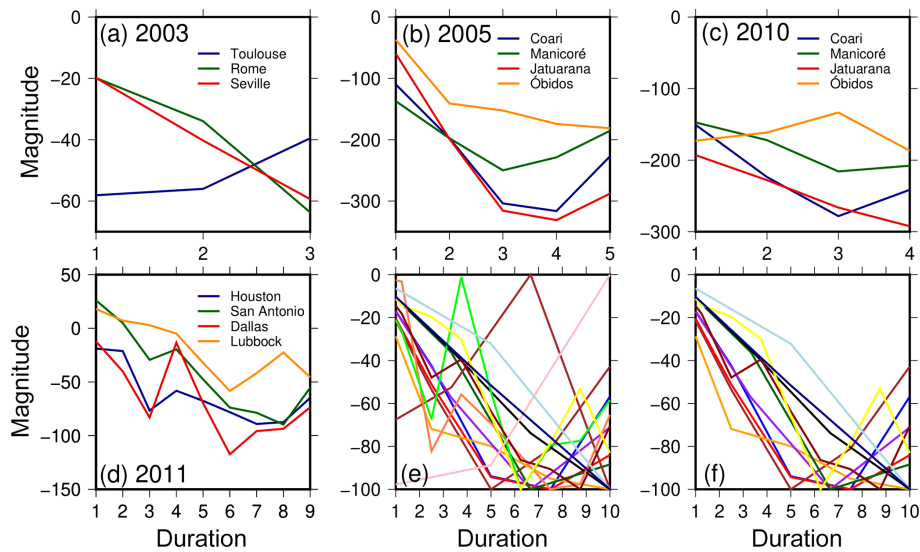 (a) 2003
Toulouse
Rome
Seville
0
−20
−40
−60
1
2
3
Magnitude
(b) 2005
Coari
Manicoré
Jatuarana
Óbidos
0
−100
−200
−300
1
2
3
4
5
(c) 2010
Coari
Manicoré
Jatuarana
Óbidos
0
−100
−200
−300
1
2
3
4
(d) 2011
Houston
San Antonio
Dallas
Lubbock
50
0
−50
−100
−150
1 2 3 4 5 6 7 8 9
Magnitude
Duration
(e)
0
−20
−40
−60
−80
−100
1 2 3 4 5 6 7 8 9 10
Duration
(f)
0
−20
−40
−60
−80
−100
1 2 3 4 5 6 7 8 9 10
Duration